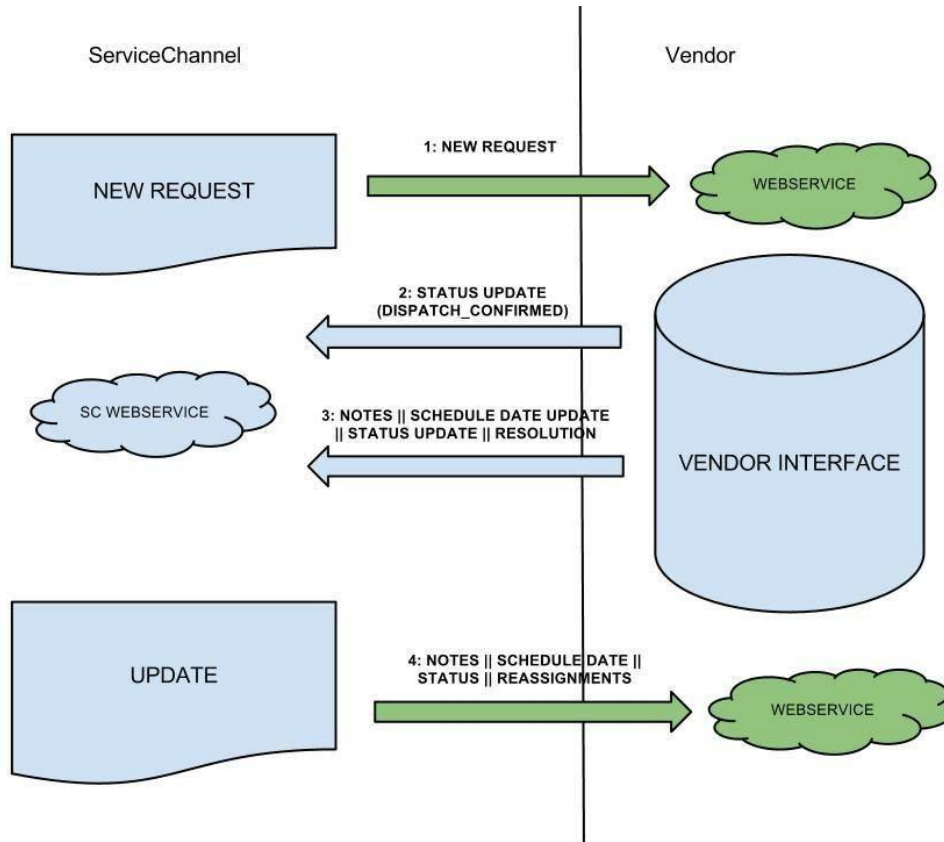 ServiceChannel
Vendor
1: NEW REQUEST
NEW REQUEST
WEBSERVICE
2: STATUS UPDATE
(DISPATCH_CONFIRMED)
SC WEBSERVICE
3: NOTES || SCHEDULE DATE UPDATE
|| STATUS UPDATE || RESOLUTION
VENDOR INTERFACE
UPDATE
4: NOTES || SCHEDULE DATE ||
STATUS || REASSIGNMENTS
WEBSERVICE